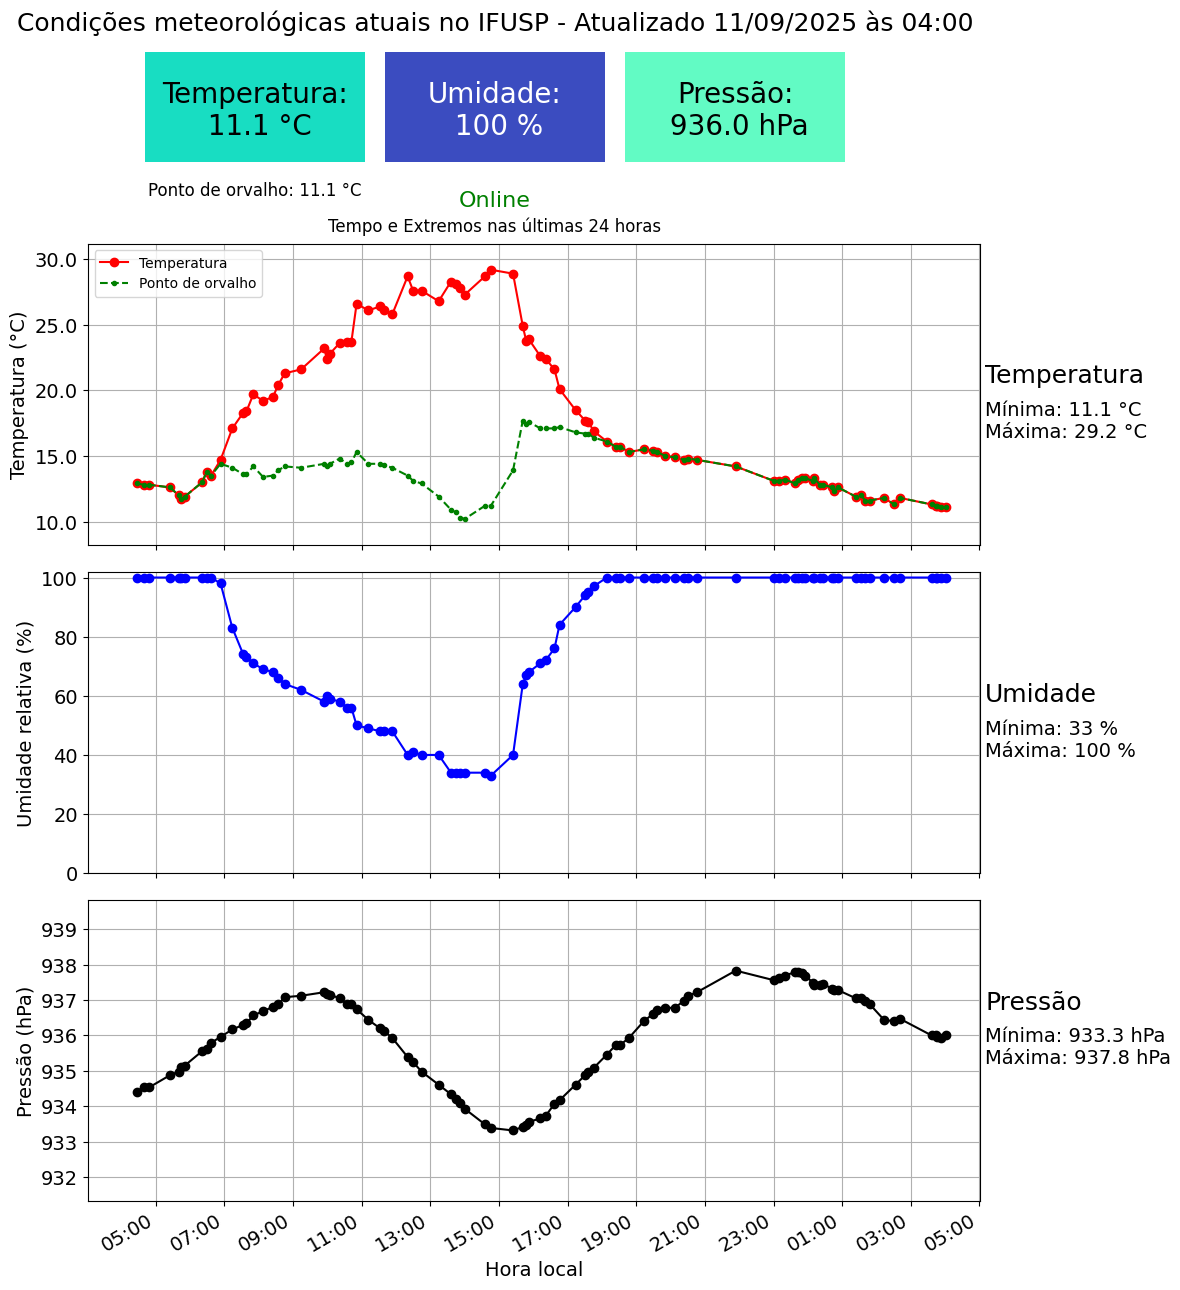 Condições meteorológicas atuais no IFUSP - Atualizado 11/09/2025 às 04:00
Temperatura:
11.1 °C
Umidade:
100 %
Pressão:
936.0 hPa
Ponto de orvalho: 11.1 °C
Online
Tempo e Extremos nas últimas 24 horas
Temperatura (°C)
30.0
25.0
20.0
15.0
10.0
Temperatura
Ponto de orvalho
Temperatura
Mínima: 11.1 °C
Máxima: 29.2 °C
Umidade relativa (%)
100
80
60
40
20
0
Umidade
Mínima: 33 %
Máxima: 100 %
Pressão (hPa)
939
938
937
936
935
934
933
932
Pressão
Mínima: 933.3 hPa
Máxima: 937.8 hPa
05:00 07:00 09:00 11:00 13:00 15:00 17:00 19:00 21:00 23:00 01:00 03:00 05:00
Hora local